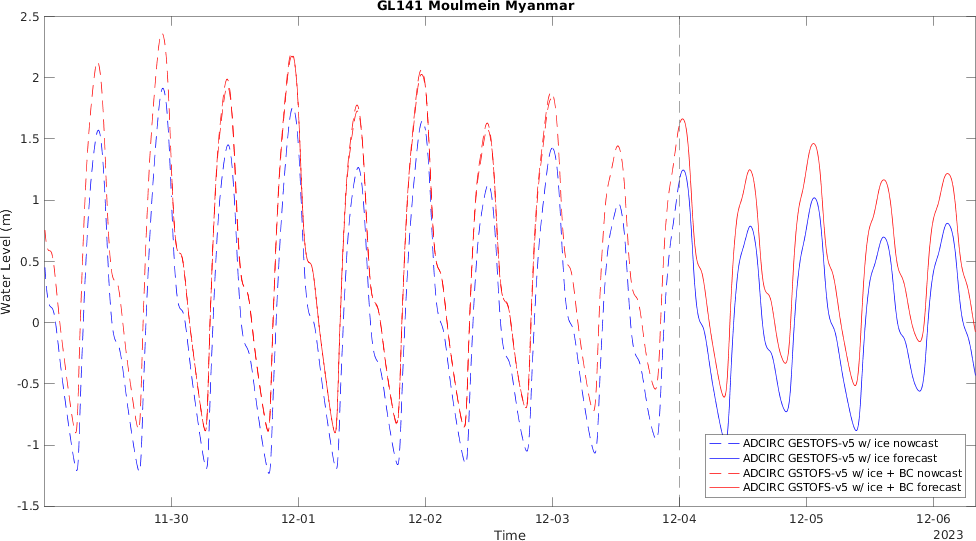 GL141 Moulmein Myanmar
2.5
2
1.5
1
0.5
0
-0.5
-1
-1.5
Water Level (m)
11-30
12-01
12-02
12-03
12-04
12-05
12-06
Time
2023
ADCIRC GESTOFS-v5 w/ ice nowcast
ADCIRC GESTOFS-v5 w/ ice forecast
ADCIRC GSTOFS-v5 w/ ice + BC nowcast
ADCIRC GSTOFS-v5 w/ ice + BC forecast